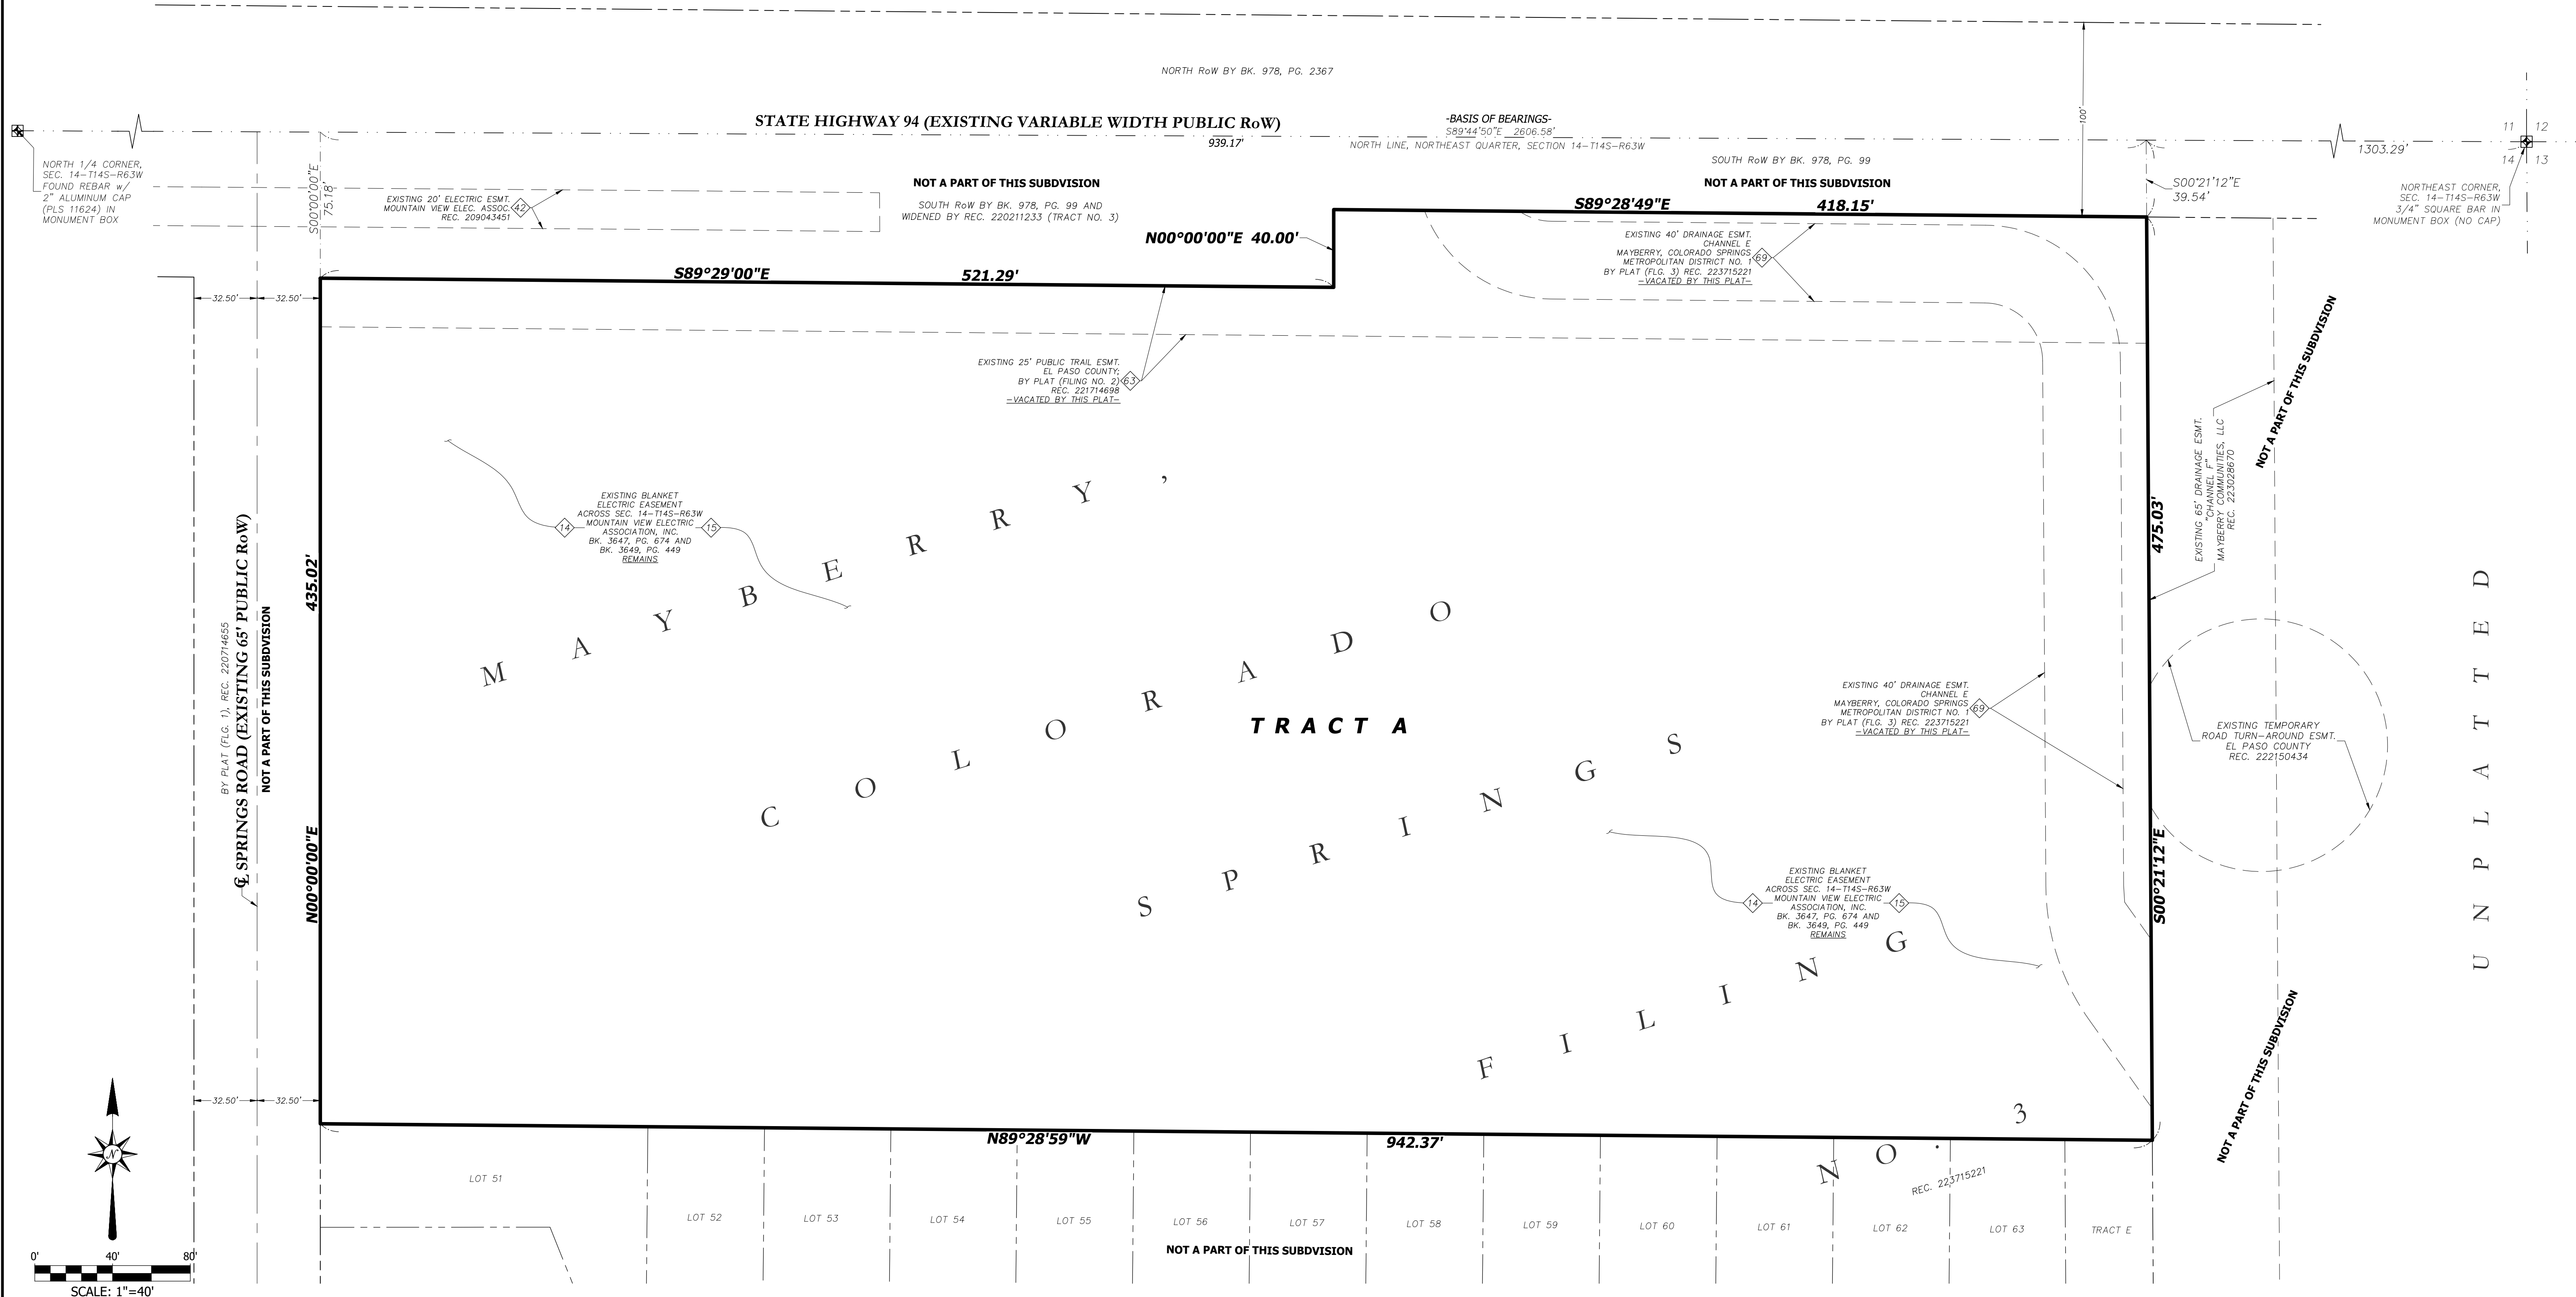 NORTH RoW BY BK. 978, PG. 2367
STATE HIGHWAY 94 (EXISTING VARIABLE WIDTH PUBLIC RoW)
939.17'
-BASIS OF BEARINGS-
S89°44'50"E 2606.58'
NORTH LINE, NORTHEAST QUARTER, SECTION 14-T14S-R63W
100'
1303.29'
11 12
14 13
NORTH 1/4 CORNER,
SEC. 14-T14S-R63W
FOUND REBAR w/
2" ALUMINUM CAP
(PLS 11624) IN
MONUMENT BOX
S00°00'00"E
75.18'
EXISTING 20' ELECTRIC ESMT.
MOUNTAIN VIEW ELEC. ASSOC.
REC. 209043451
42
NOT A PART OF THIS SUBDVISION
SOUTH RoW BY BK. 978, PG. 99 AND
WIDENED BY REC. 220211233 (TRACT NO. 3)
SOUTH RoW BY BK. 978, PG. 99
NOT A PART OF THIS SUBDVISION
S00°21'12"E
39.54'
NORTHEAST CORNER,
SEC. 14-T14S-R63W
3/4" SQUARE BAR IN
MONUMENT BOX (NO CAP)
S89°28'49"E 418.15'
N00°00'00"E 40.00'
S89°29'00"E 521.29'
EXISTING 40' DRAINAGE ESMT.
CHANNEL E
MAYBERRY, COLORADO SPRINGS
METROPOLITAN DISTRICT NO. 1
BY PLAT (FLG. 3) REC. 223715221
-VACATED BY THIS PLAT-
69
32.50' 32.50'
EXISTING 25' PUBLIC TRAIL ESMT.
EL PASO COUNTY;
BY PLAT (FILING NO. 2)
REC. 221714698
-VACATED BY THIS PLAT-
63
NOT A PART OF THIS SUBDVISION
EXISTING 65' DRAINAGE ESMT.
"CHANNEL F"
MAYBERRY COMMUNITIES, LLC
REC. 223028670
475.03'
S00°21'12"E
EXISTING BLANKET
ELECTRIC EASEMENT
ACROSS SEC. 14-T14S-R63W
MOUNTAIN VIEW ELECTRIC
ASSOCIATION, INC.
BK. 3647, PG. 674 AND
BK. 3649, PG. 449
REMAINS
14
15
BY PLAT (FLG. 1), REC. 220714655
℄ SPRINGS ROAD (EXISTING 65' PUBLIC RoW)
NOT A PART OF THIS SUBDVISION
435.02'
N00°00'00"E
MAYBERRY,
COLORADO
SPRINGS
FILING
NO. 3
REC. 223715221
TRACT A
EXISTING 40' DRAINAGE ESMT.
CHANNEL E
MAYBERRY, COLORADO SPRINGS
METROPOLITAN DISTRICT NO. 1
BY PLAT (FLG. 3) REC. 223715221
-VACATED BY THIS PLAT-
69
EXISTING TEMPORARY
ROAD TURN-AROUND ESMT.
EL PASO COUNTY
REC. 222150434
UNPLATTED
EXISTING BLANKET
ELECTRIC EASEMENT
ACROSS SEC. 14-T14S-R63W
MOUNTAIN VIEW ELECTRIC
ASSOCIATION, INC.
BK. 3647, PG. 674 AND
BK. 3649, PG. 449
REMAINS
14
15
NOT A PART OF THIS SUBDVISION
32.50' 32.50'
N89°28'59"W 942.37'
LOT 51
LOT 52
LOT 53
LOT 54
LOT 55
LOT 56
LOT 57
LOT 58
LOT 59
LOT 60
LOT 61
LOT 62
LOT 63
TRACT E
NOT A PART OF THIS SUBDVISION
N
0' 40' 80'
SCALE: 1"=40'